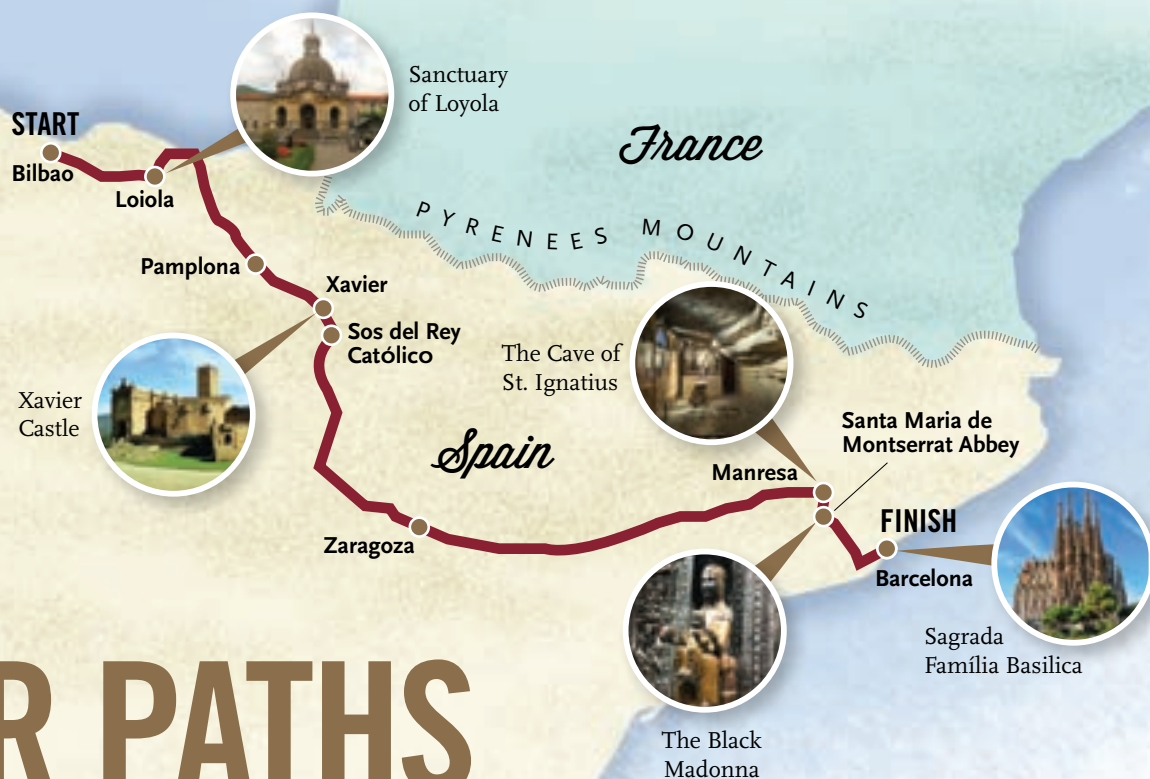 START
Bilbao
Loiola
Sanctuary
of Loyola
France
PYRENEES MOUNTAINS
Pamplona
Xavier
Sos del Rey
Católico
Xavier
Castle
The Cave of
St. Ignatius
Spain
Santa Maria de
Montserrat Abbey
Manresa
Zaragoza
FINISH
Barcelona
Sagrada
Família Basilica
The Black
Madonna
R PATHS